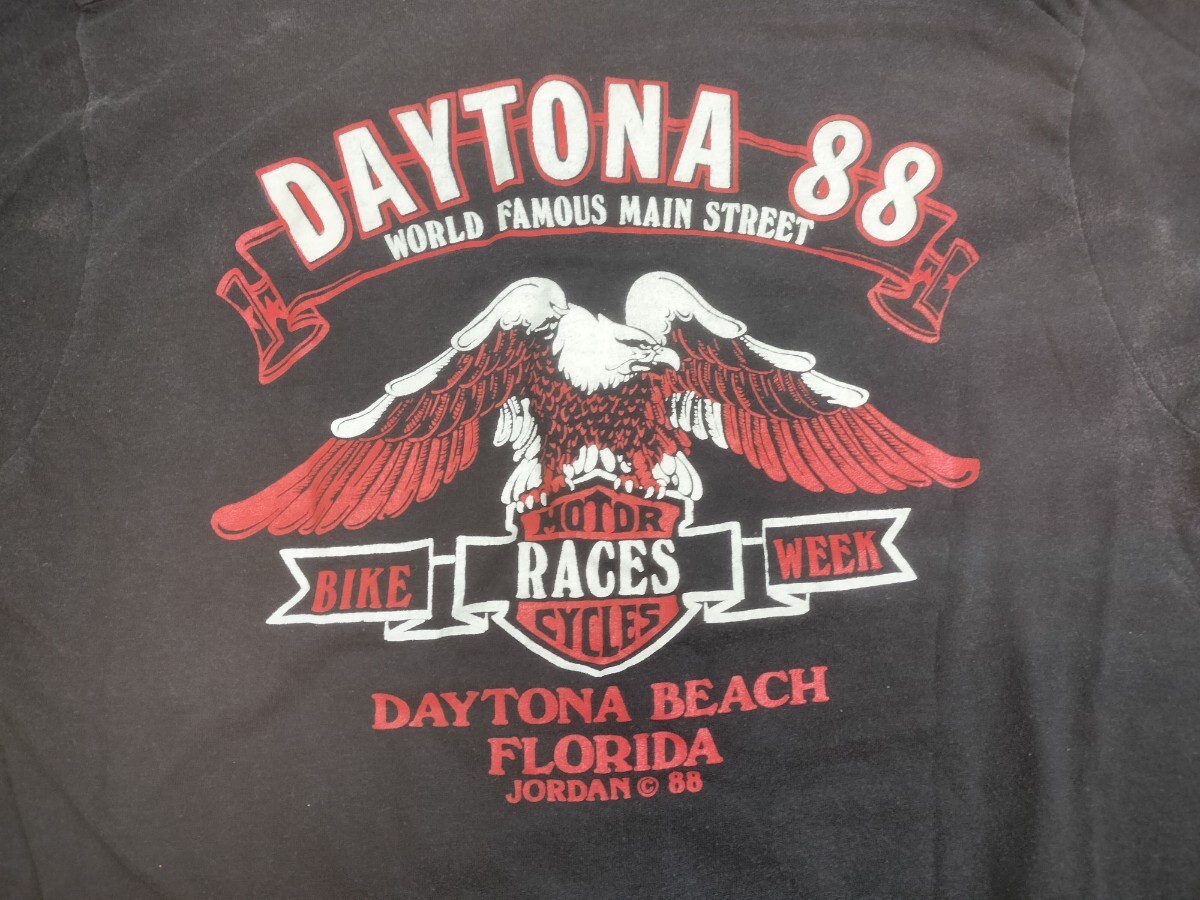 DAYTONA 88
WORLD FAMOUS MAIN STREET
MOTOR
BIKE RACES WEEK
CYCLES
DAYTONA BEACH
FLORIDA
JORDAN © 88